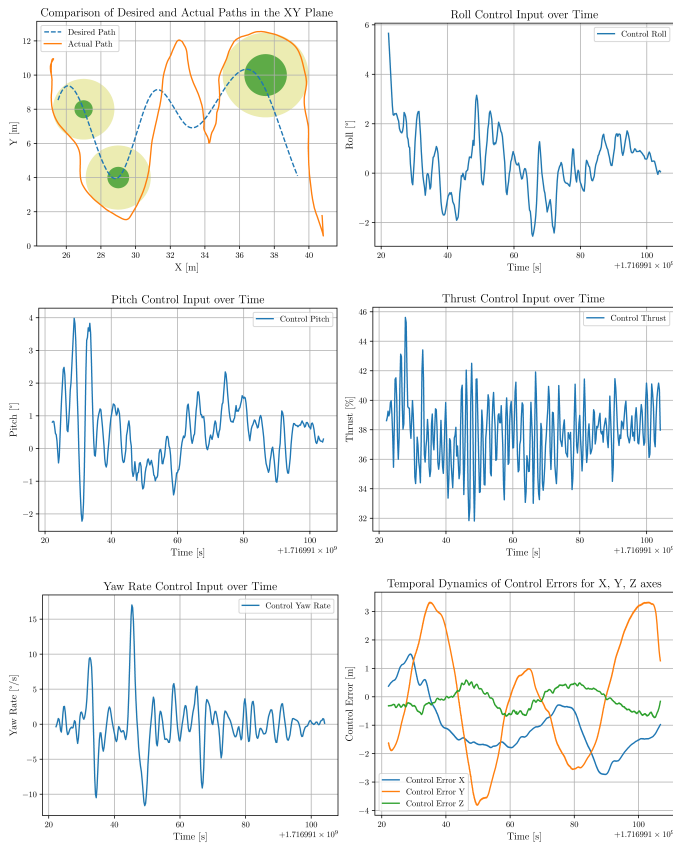 Comparison of Desired and Actual Paths in the XY Plane
Desired Path
Actual Path
Y [m]
12
10
8
6
4
2
0
26
28
30
32
34
36
38
40
X [m]
Roll Control Input over Time
Control Roll
Roll [°]
6
4
2
0
−2
20
40
60
80
100
Time [s]
+1.716991 × 10⁹
Pitch Control Input over Time
Control Pitch
Pitch [°]
4
3
2
1
0
−1
−2
20
40
60
80
100
Time [s]
+1.716991 × 10⁹
Thrust Control Input over Time
Control Thrust
Thrust [%]
46
44
42
40
38
36
34
32
20
40
60
80
100
Time [s]
+1.716991 × 10⁹
Yaw Rate Control Input over Time
Control Yaw Rate
Yaw Rate [°/s]
15
10
5
0
−5
−10
20
40
60
80
100
Time [s]
+1.716991 × 10⁹
Temporal Dynamics of Control Errors for X, Y, Z axes
Control Error [m]
3
2
1
0
−1
−2
−3
−4
Control Error X
Control Error Y
Control Error Z
20
40
60
80
100
Time [s]
+1.716991 × 10⁹